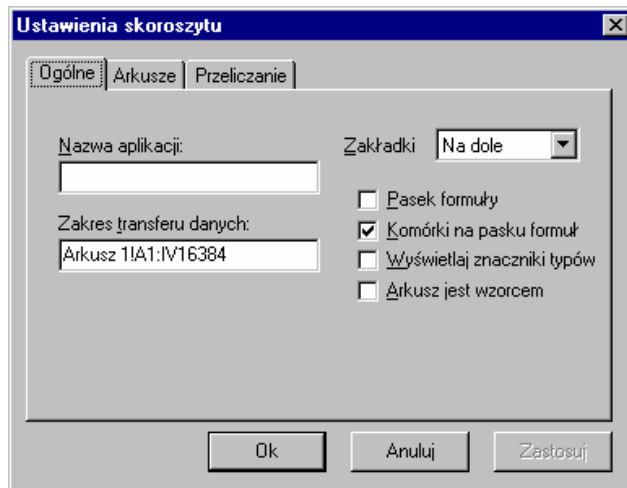 Ustawienia skoroszytu
Ogólne Arkusze Przeliczanie
Nazwa aplikacji:
Zakładki Na dole
Zakres transferu danych:
Arkusz 1!A1:IV16384
Pasek formuły
Komórki na pasku formuł
Wyświetlaj znaczniki typów
Arkusz jest wzorcem
Ok Anuluj Zastosuj